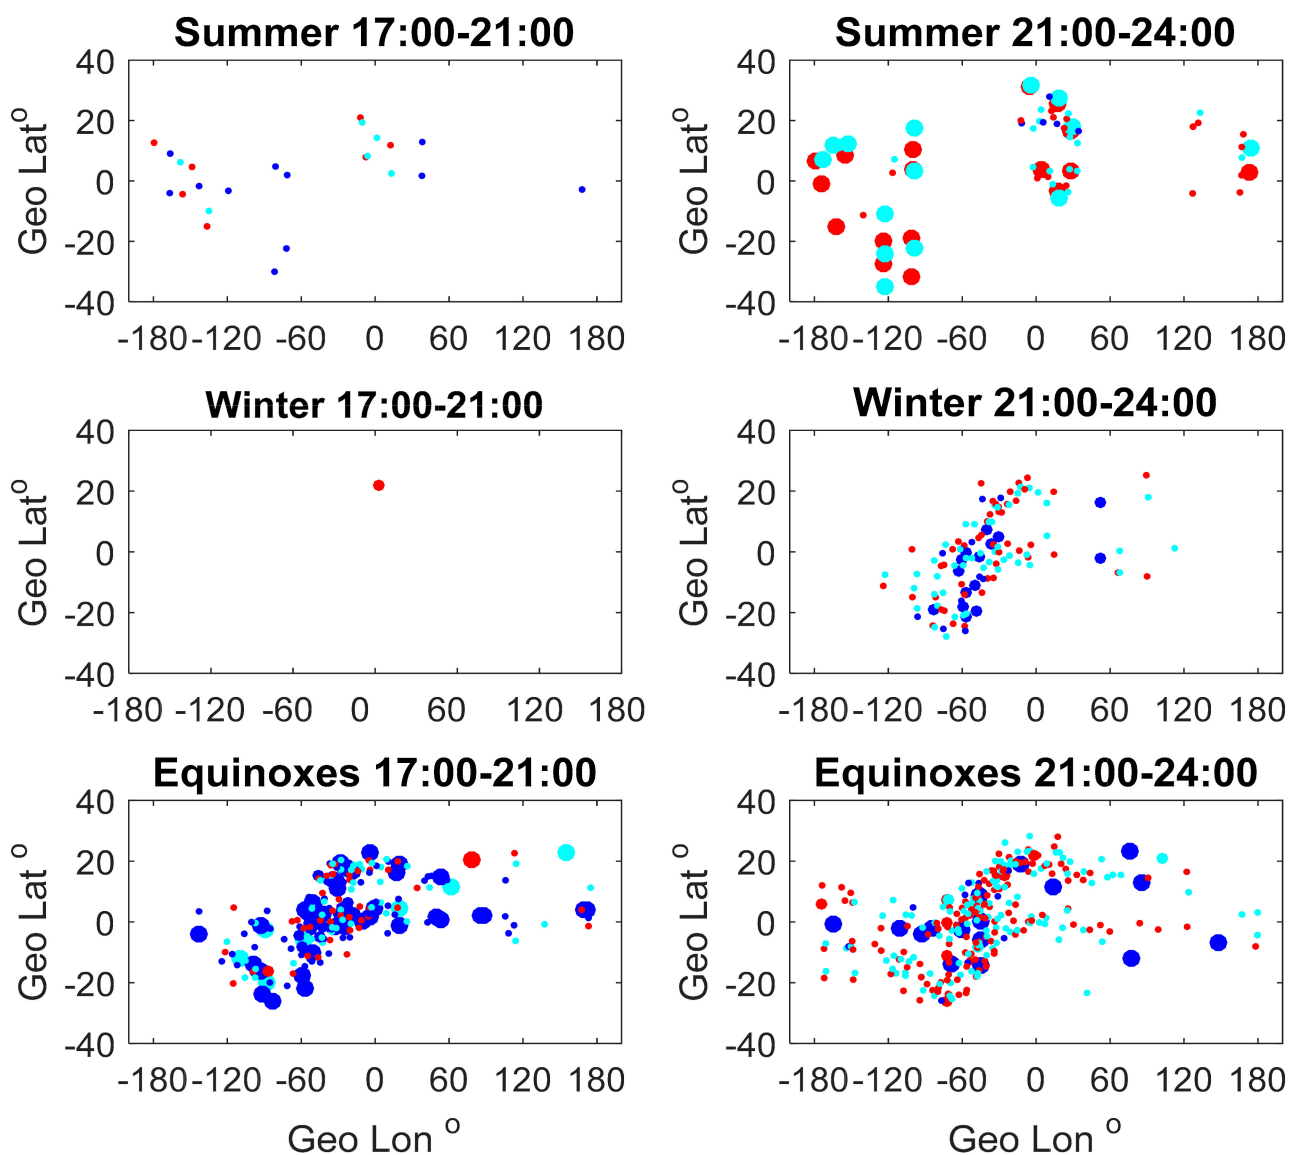 Summer 17:00-21:00
40
20
0
-20
-40
Geo Lat°
-180 -120 -60 0 60 120 180
Summer 21:00-24:00
40
20
0
-20
-40
Geo Lat°
-180 -120 -60 0 60 120 180
Winter 17:00-21:00
40
20
0
-20
-40
Geo Lat°
-180 -120 -60 0 60 120 180
Winter 21:00-24:00
40
20
0
-20
-40
Geo Lat°
-180 -120 -60 0 60 120 180
Equinoxes 17:00-21:00
40
20
0
-20
-40
Geo Lat °
-180 -120 -60 0 60 120 180
Geo Lon °
Equinoxes 21:00-24:00
40
20
0
-20
-40
Geo Lat °
-180 -120 -60 0 60 120 180
Geo Lon °